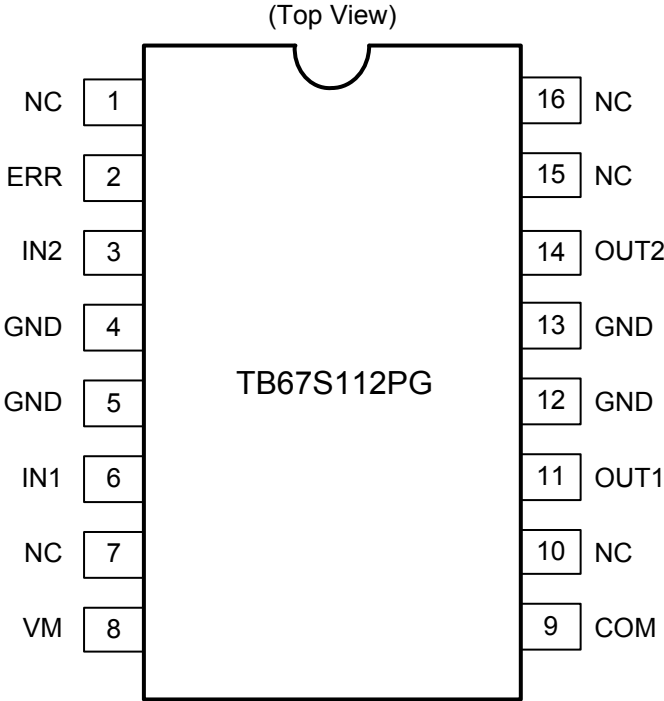 (Top View)
NC 1 16 NC
ERR 2 15 NC
IN2 3 14 OUT2
GND 4 13 GND
TB67S112PG
GND 5 12 GND
IN1 6 11 OUT1
NC 7 10 NC
VM 8 9 COM